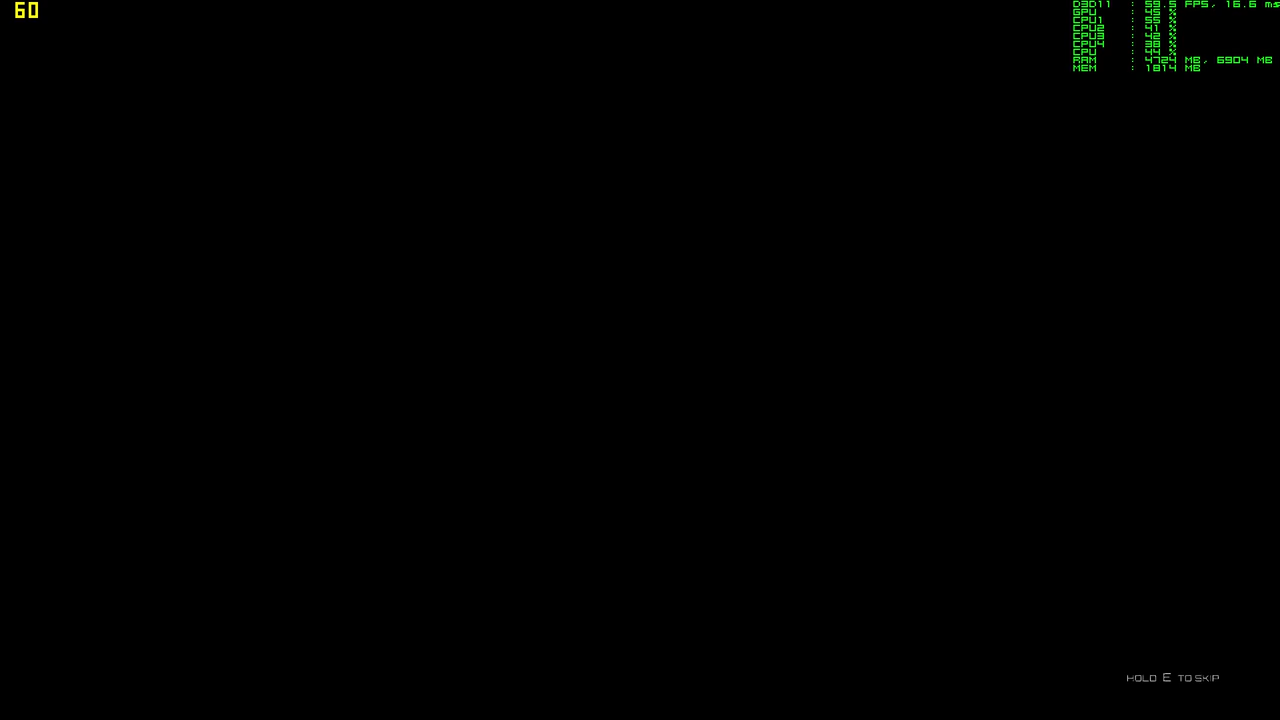 60
D3D11 : 59.5 FPS, 16.6 ms
GPU : 45 %
CPU1 : 55 %
CPU2 : 41 %
CPU3 : 42 %
CPU4 : 38 %
CPU : 44 %
RAM : 4724 MB, 6904 MB
MEM : 1814 MB
HOLD E TO SKIP